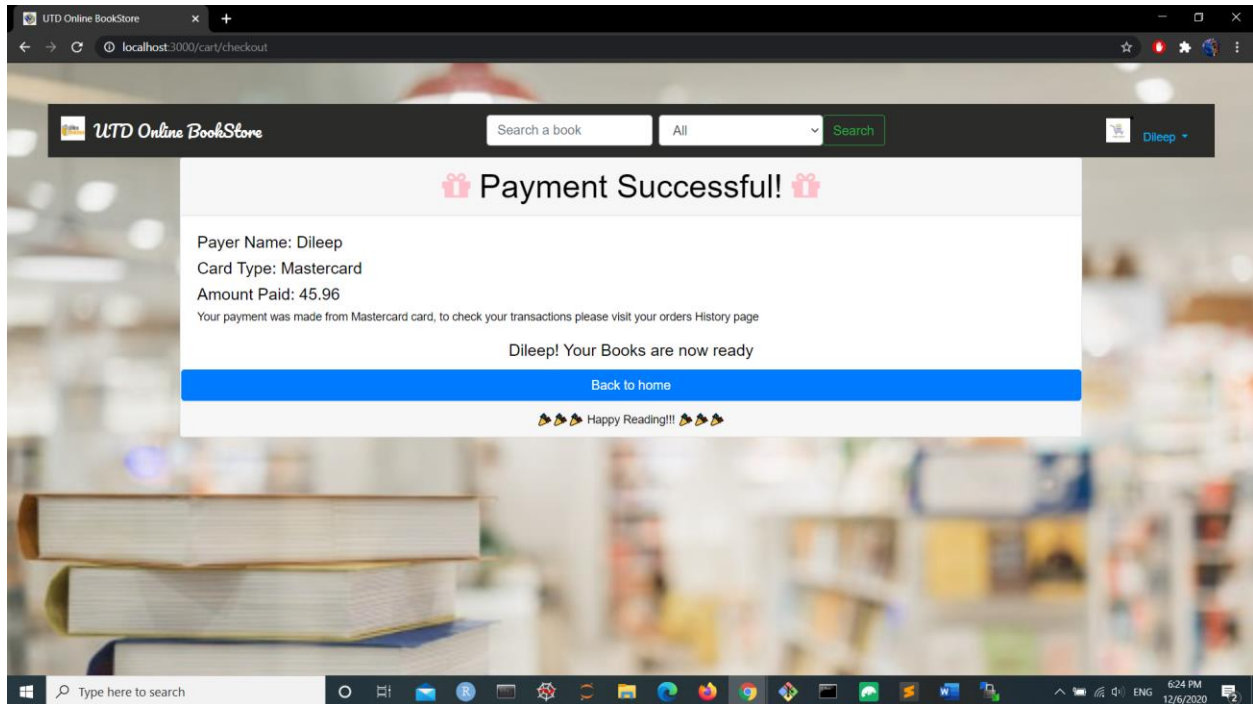 UTD Online BookStore
localhost:3000/cart/checkout
UTD Online BookStore
Search a book
All
Search
Dileep
Payment Successful!
Payer Name: Dileep
Card Type: Mastercard
Amount Paid: 45.96
Your payment was made from Mastercard card, to check your transactions please visit your orders History page
Dileep! Your Books are now ready
Back to home
Happy Reading!!!
Type here to search
ENG
6:24 PM
12/6/2020